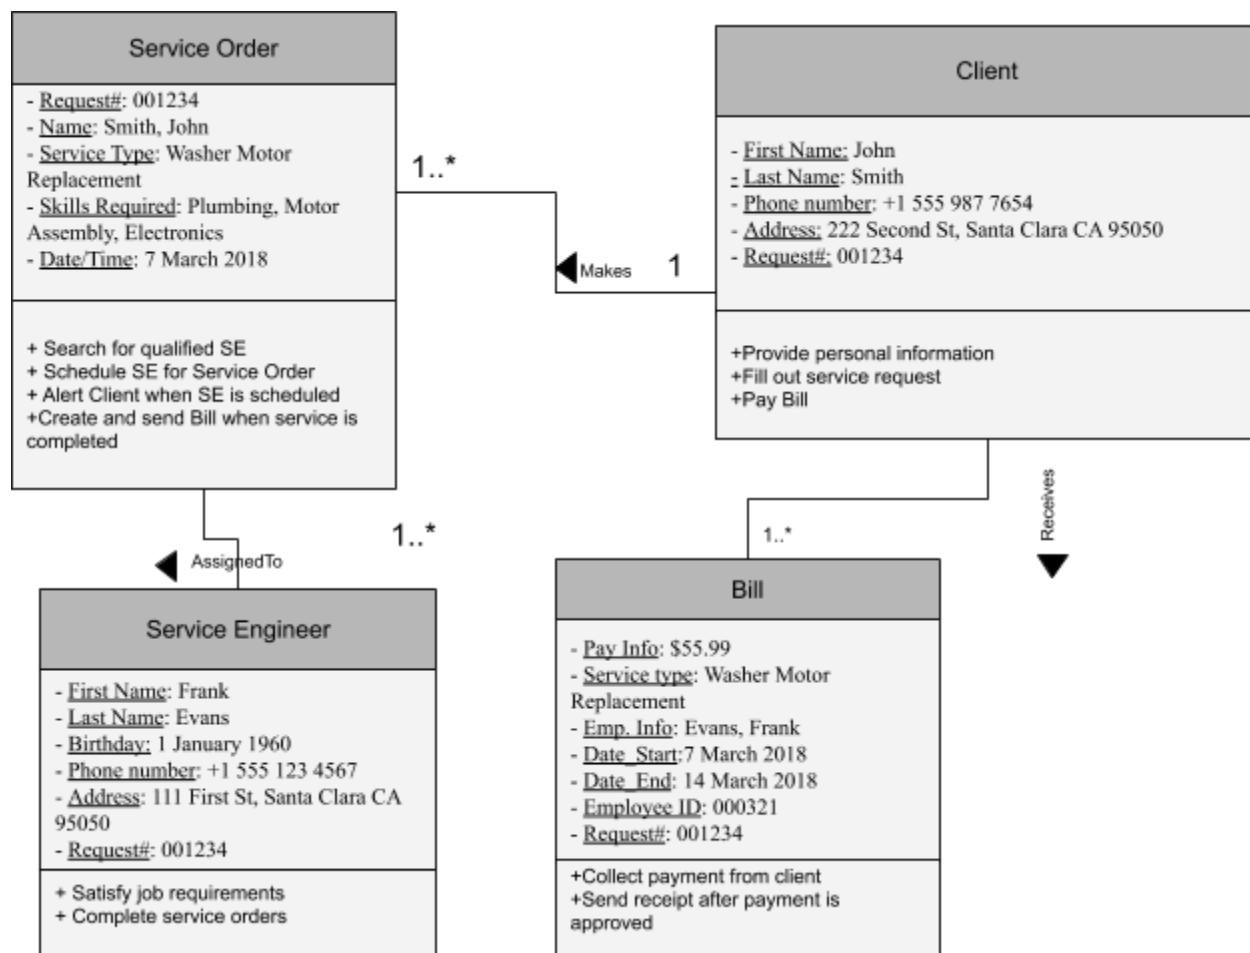 Service Order
- Request#: 001234
- Name: Smith, John
- Service Type: Washer Motor
Replacement
- Skills Required: Plumbing, Motor
Assembly, Electronics
- Date/Time: 7 March 2018
+ Search for qualified SE
+ Schedule SE for Service Order
+ Alert Client when SE is scheduled
+Create and send Bill when service is
completed
1..*
Makes
1
Client
- First Name: John
- Last Name: Smith
- Phone number: +1 555 987 7654
- Address: 222 Second St, Santa Clara CA 95050
- Request#: 001234
+Provide personal information
+Fill out service request
+Pay Bill
AssignedTo
1..*
1..*
Receives
Service Engineer
- First Name: Frank
- Last Name: Evans
- Birthday: 1 January 1960
- Phone number: +1 555 123 4567
- Address: 111 First St, Santa Clara CA
95050
- Request#: 001234
+ Satisfy job requirements
+ Complete service orders
Bill
- Pay Info: $55.99
- Service type: Washer Motor
Replacement
- Emp. Info: Evans, Frank
- Date_Start:7 March 2018
- Date_End: 14 March 2018
- Employee ID: 000321
- Request#: 001234
+Collect payment from client
+Send receipt after payment is
approved